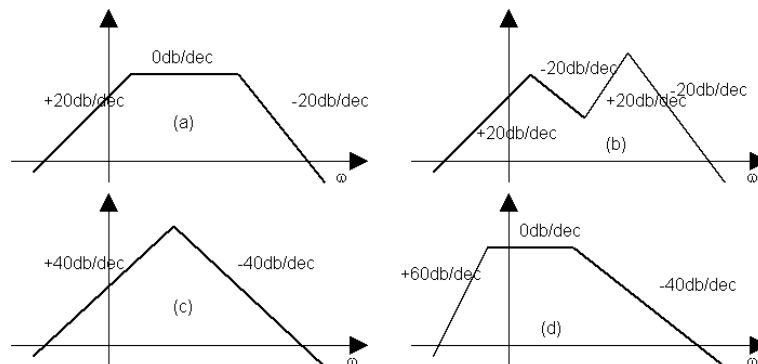 0db/dec
+20db/dec
-20db/dec
(a)
ω
-20db/dec
-20db/dec
+20db/dec
+20db/dec
(b)
ω
+40db/dec
-40db/dec
(c)
ω
0db/dec
+60db/dec
-40db/dec
(d)
ω